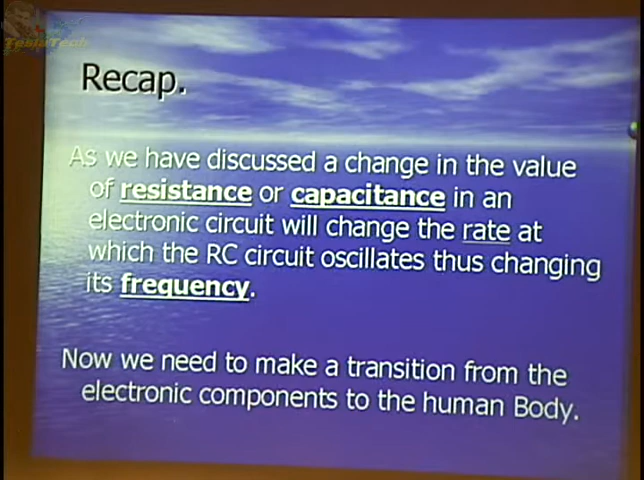 TeslaTech
Recap.
As we have discussed a change in the value
of resistance or capacitance in an
electronic circuit will change the rate at
which the RC circuit oscillates thus changing
its frequency.
Now we need to make a transition from the
electronic components to the human Body.